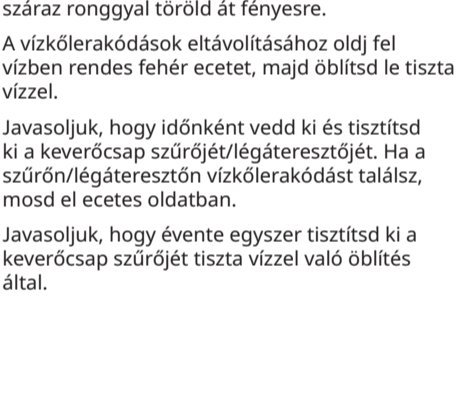 száraz ronggyal töröld át fényesre.
A vízkőlerakódások eltávolításához oldj fel
vízben rendes fehér ecetet, majd öblítsd le tiszta
vízzel.
Javasoljuk, hogy időnként vedd ki és tisztítsd
ki a keverőcsap szűrőjét/légáteresztőjét. Ha a
szűrőn/légáteresztőn vízkőlerakódást találsz,
mosd el ecetes oldatban.
Javasoljuk, hogy évente egyszer tisztítsd ki a
keverőcsap szűrőjét tiszta vízzel való öblítés
által.